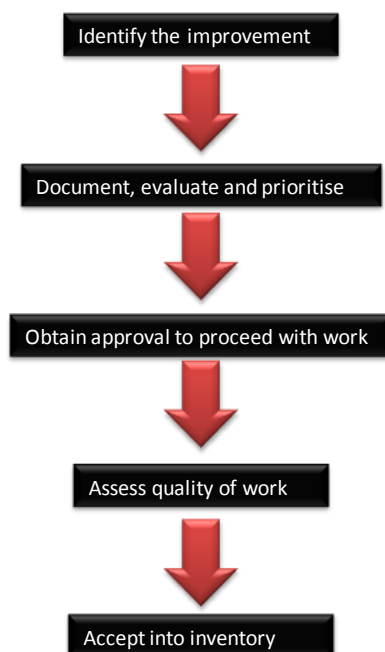 Identify the improvement
Document, evaluate and prioritise
Obtain approval to proceed with work
Assess quality of work
Accept into inventory